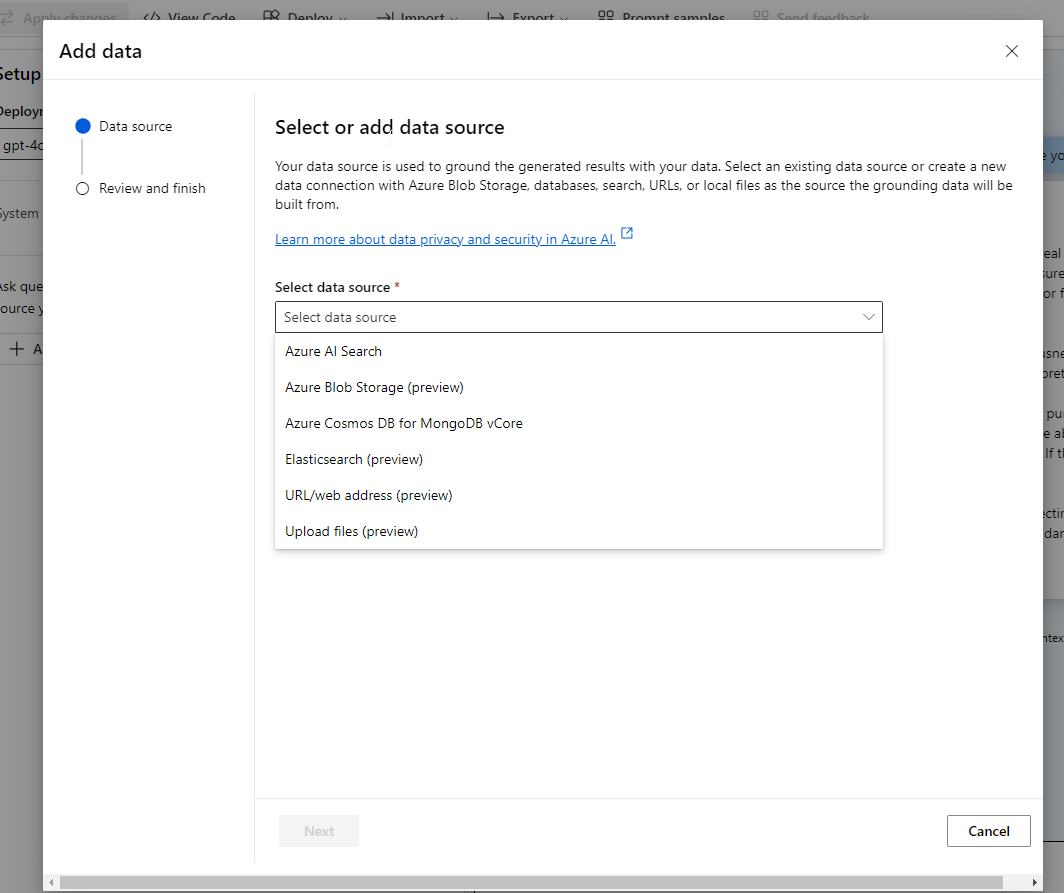 Apply changes
View Code
Deploy
Import
Export
Prompt samples
Send feedback
Setup
gpt-4o
System
Add data
Data source
Review and finish
Select or add data source
Your data source is used to ground the generated results with your data. Select an existing data source or create a new
data connection with Azure Blob Storage, databases, search, URLs, or local files as the source the grounding data will be
built from.
Learn more about data privacy and security in Azure AI.
Select data source *
Select data source
Azure AI Search
Azure Blob Storage (preview)
Azure Cosmos DB for MongoDB vCore
Elasticsearch (preview)
URL/web address (preview)
Upload files (preview)
Next
Cancel